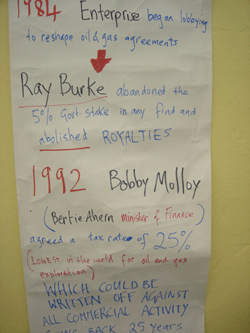 1984 Enterprise began lobbying
to reshape oil & gas agreements
Ray Burke abandoned the
5% Govt stake in any find and
abolished ROYALTIES
1992 Bobby Molloy
(Bertie Ahern minister of Finance)
agreed a tax rate of 25%
(Lowest in the world for oil and gas
exploration)
WHICH COULD BE
WRITTEN OFF AGAINST
ALL COMMERCIAL ACTIVITY
BACK 25 years